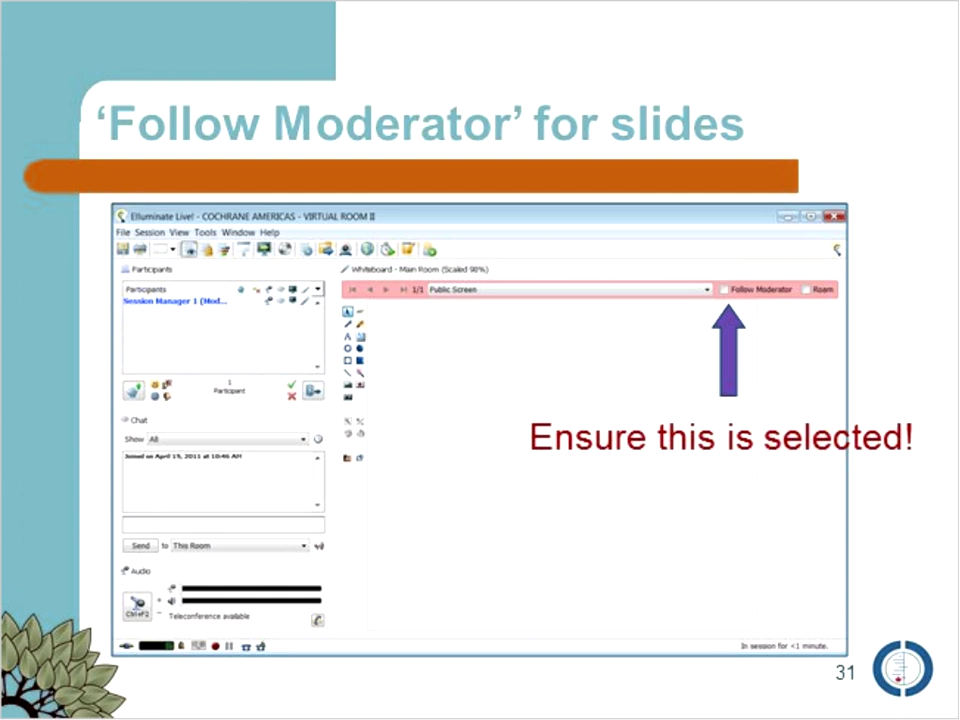 ‘Follow Moderator’ for slides
Elluminate Live! - COCHRANE AMERICAS - VIRTUAL ROOM II
File Session View Tools Window Help
Participants
Whiteboard - Main Room (Scaled 98%)
Participants
1/1 Public Screen
Follow Moderator
Roam
Session Manager 1 (Mod...
1
Participant
Ensure this is selected!
Chat
Show All
Joined on April 19, 2011 at 10:46 AM
Send to This Room
Audio
Ctrl+F2
Teleconference available
In session for <1 minute.
31